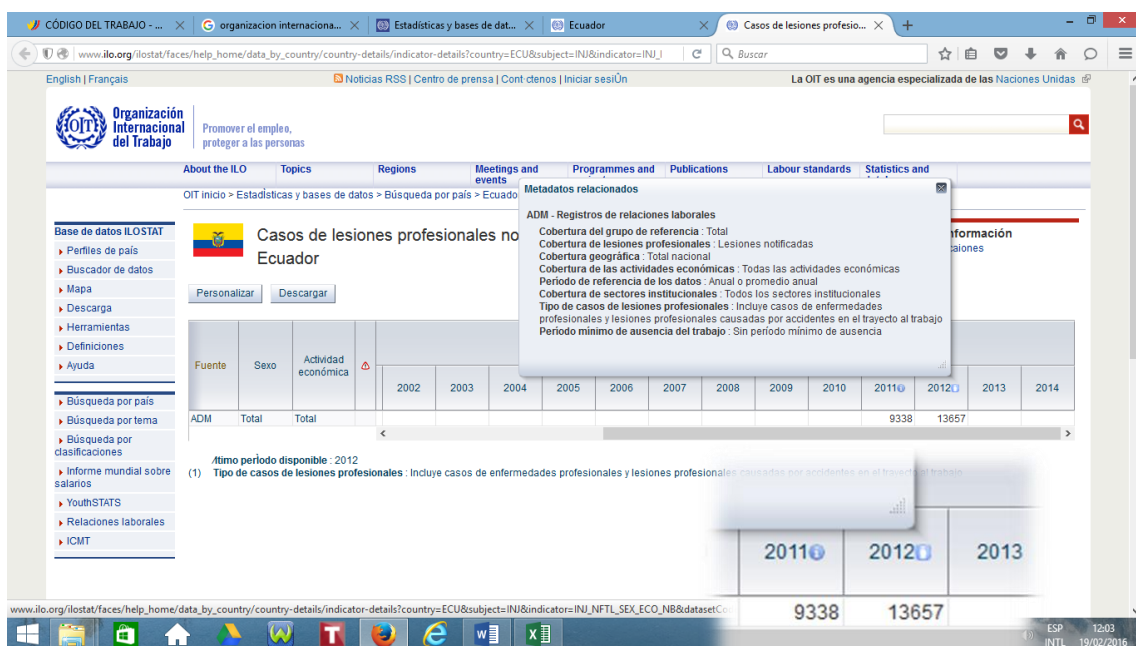 CÓDIGO DEL TRABAJO - ...
organizacion internaciona...
Estadísticas y bases de dat...
Ecuador
Casos de lesiones profesio...
www.ilo.org/ilostat/faces/help_home/data_by_country/country-details/indicator-details?country=ECU&subject=INJ&indicator=INJ_I
Buscar
English | Français
Noticias RSS | Centro de prensa | Cont·ctenos | Iniciar sesiÛn
La OIT es una agencia especializada de las Naciones Unidas
OIT
Organización
Internacional
del Trabajo
Promover el empleo,
proteger a las personas
About the ILO
Topics
Regions
Meetings and
events
Programmes and
Publications
Labour standards
Statistics and
OIT inicio > Estadísticas y bases de datos > Búsqueda por país > Ecuado
Metadatos relacionados
ADM - Registros de relaciones laborales
Cobertura del grupo de referencia : Total
Cobertura de lesiones profesionales : Lesiones notificadas
Cobertura geográfica : Total nacional
Cobertura de las actividades económicas : Todas las actividades económicas
Periodo de referencia de los datos : Anual o promedio anual
Cobertura de sectores institucionales : Todos los sectores institucionales
Tipo de casos de lesiones profesionales : Incluye casos de enfermedades
profesionales y lesiones profesionales causadas por accidentes en el trayecto al trabajo
Periodo mínimo de ausencia del trabajo : Sin período mínimo de ausencia
Base de datos ILOSTAT
Perfiles de país
Buscador de datos
Mapa
Descarga
Herramientas
Definiciones
Ayuda
Búsqueda por país
Búsqueda por tema
Búsqueda por
clasificaciones
Informe mundial sobre
salarios
YouthSTATS
Relaciones laborales
ICMT
Casos de lesiones profesionales no
Ecuador
Personalizar
Descargar
Fuente
Sexo
Actividad
económica
2002 2003 2004 2005 2006 2007 2008 2009 2010 2011 2012 2013 2014
ADM Total Total 9338 13657
/ltimo perÌodo disponible : 2012
(1) Tipo de casos de lesiones profesionales : Incluye casos de enfermedades profesionales y lesiones profesionales causadas por accidentes en el trayecto al trabajo
2011 2012 2013
9338 13657
www.ilo.org/ilostat/faces/help_home/data_by_country/country-details/indicator-details?country=ECU&subject=INJ&indicator=INJ_NFTL_SEX_ECO_NB&datasetCo
ESP
INTL
12:03
19/02/2016